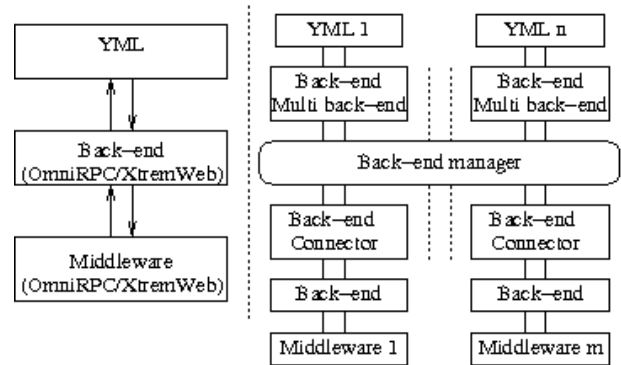 YML
Back-end
(OmniRPC/XtremWeb)
Middleware
(OmniRPC/XtremWeb)
YML 1
Back-end
Multi back-end
YML n
Back-end
Multi back-end
Back-end manager
Back-end
Connector
Back-end
Connector
Back-end
Back-end
Middleware 1
Middleware m